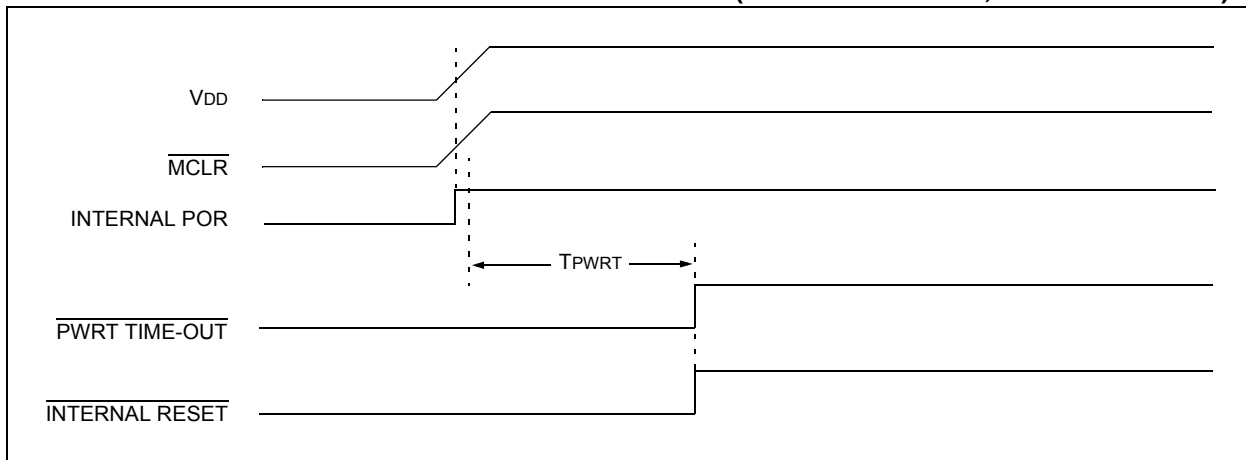 VDD
MCLR
INTERNAL POR
TPWRT
PWRT TIME-OUT
INTERNAL RESET